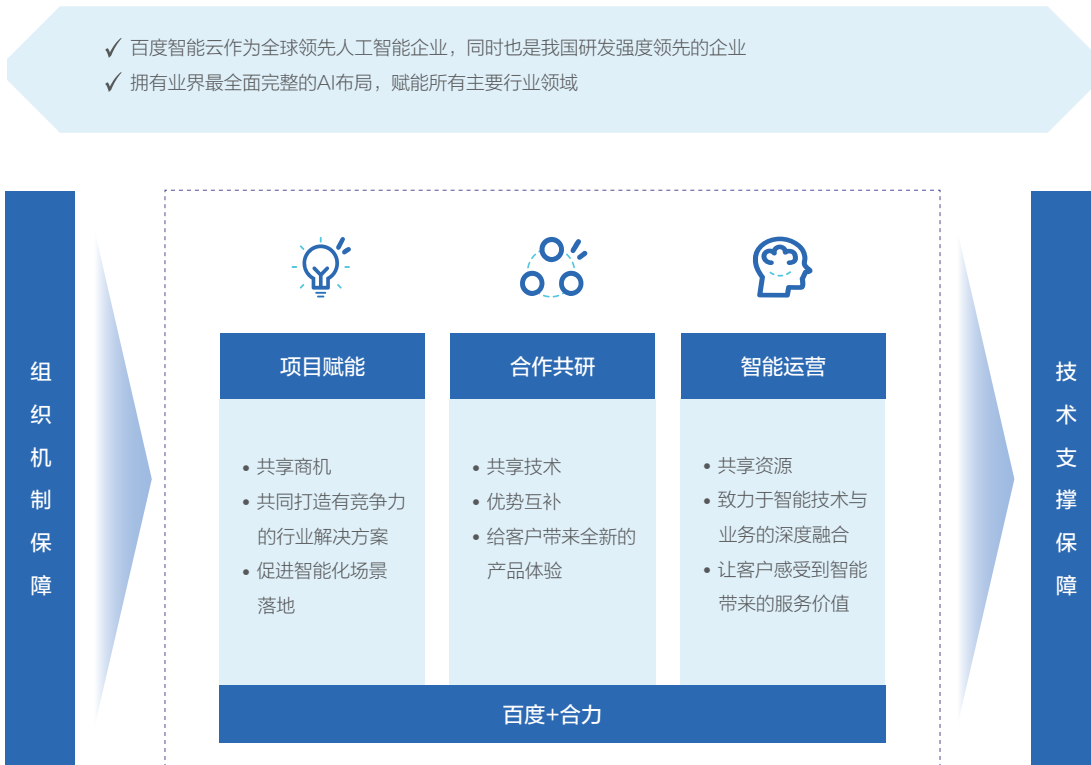 ✓ 百度智能云作为全球领先人工智能企业，同时也是我国研发强度领先的企业
✓ 拥有业界最全面完整的AI布局，赋能所有主要行业领域
组织机制保障
项目赋能
• 共享商机
• 共同打造有竞争力
的行业解决方案
• 促进智能化场景
落地
合作共研
• 共享技术
• 优势互补
• 给客户带来全新的
产品体验
智能运营
• 共享资源
• 致力于智能技术与
业务的深度融合
• 让客户感受到智能
带来的服务价值
百度+合力
技术支撑保障